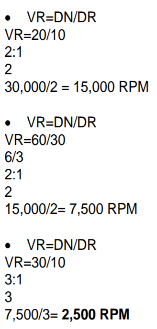 • VR=DN/DR
VR=20/10
2:1
2
30,000/2 = 15,000 RPM
• VR=DN/DR
VR=60/30
6/3
2:1
2
15,000/2= 7,500 RPM
• VR=DN/DR
VR=30/10
3:1
3
7,500/3= 2,500 RPM